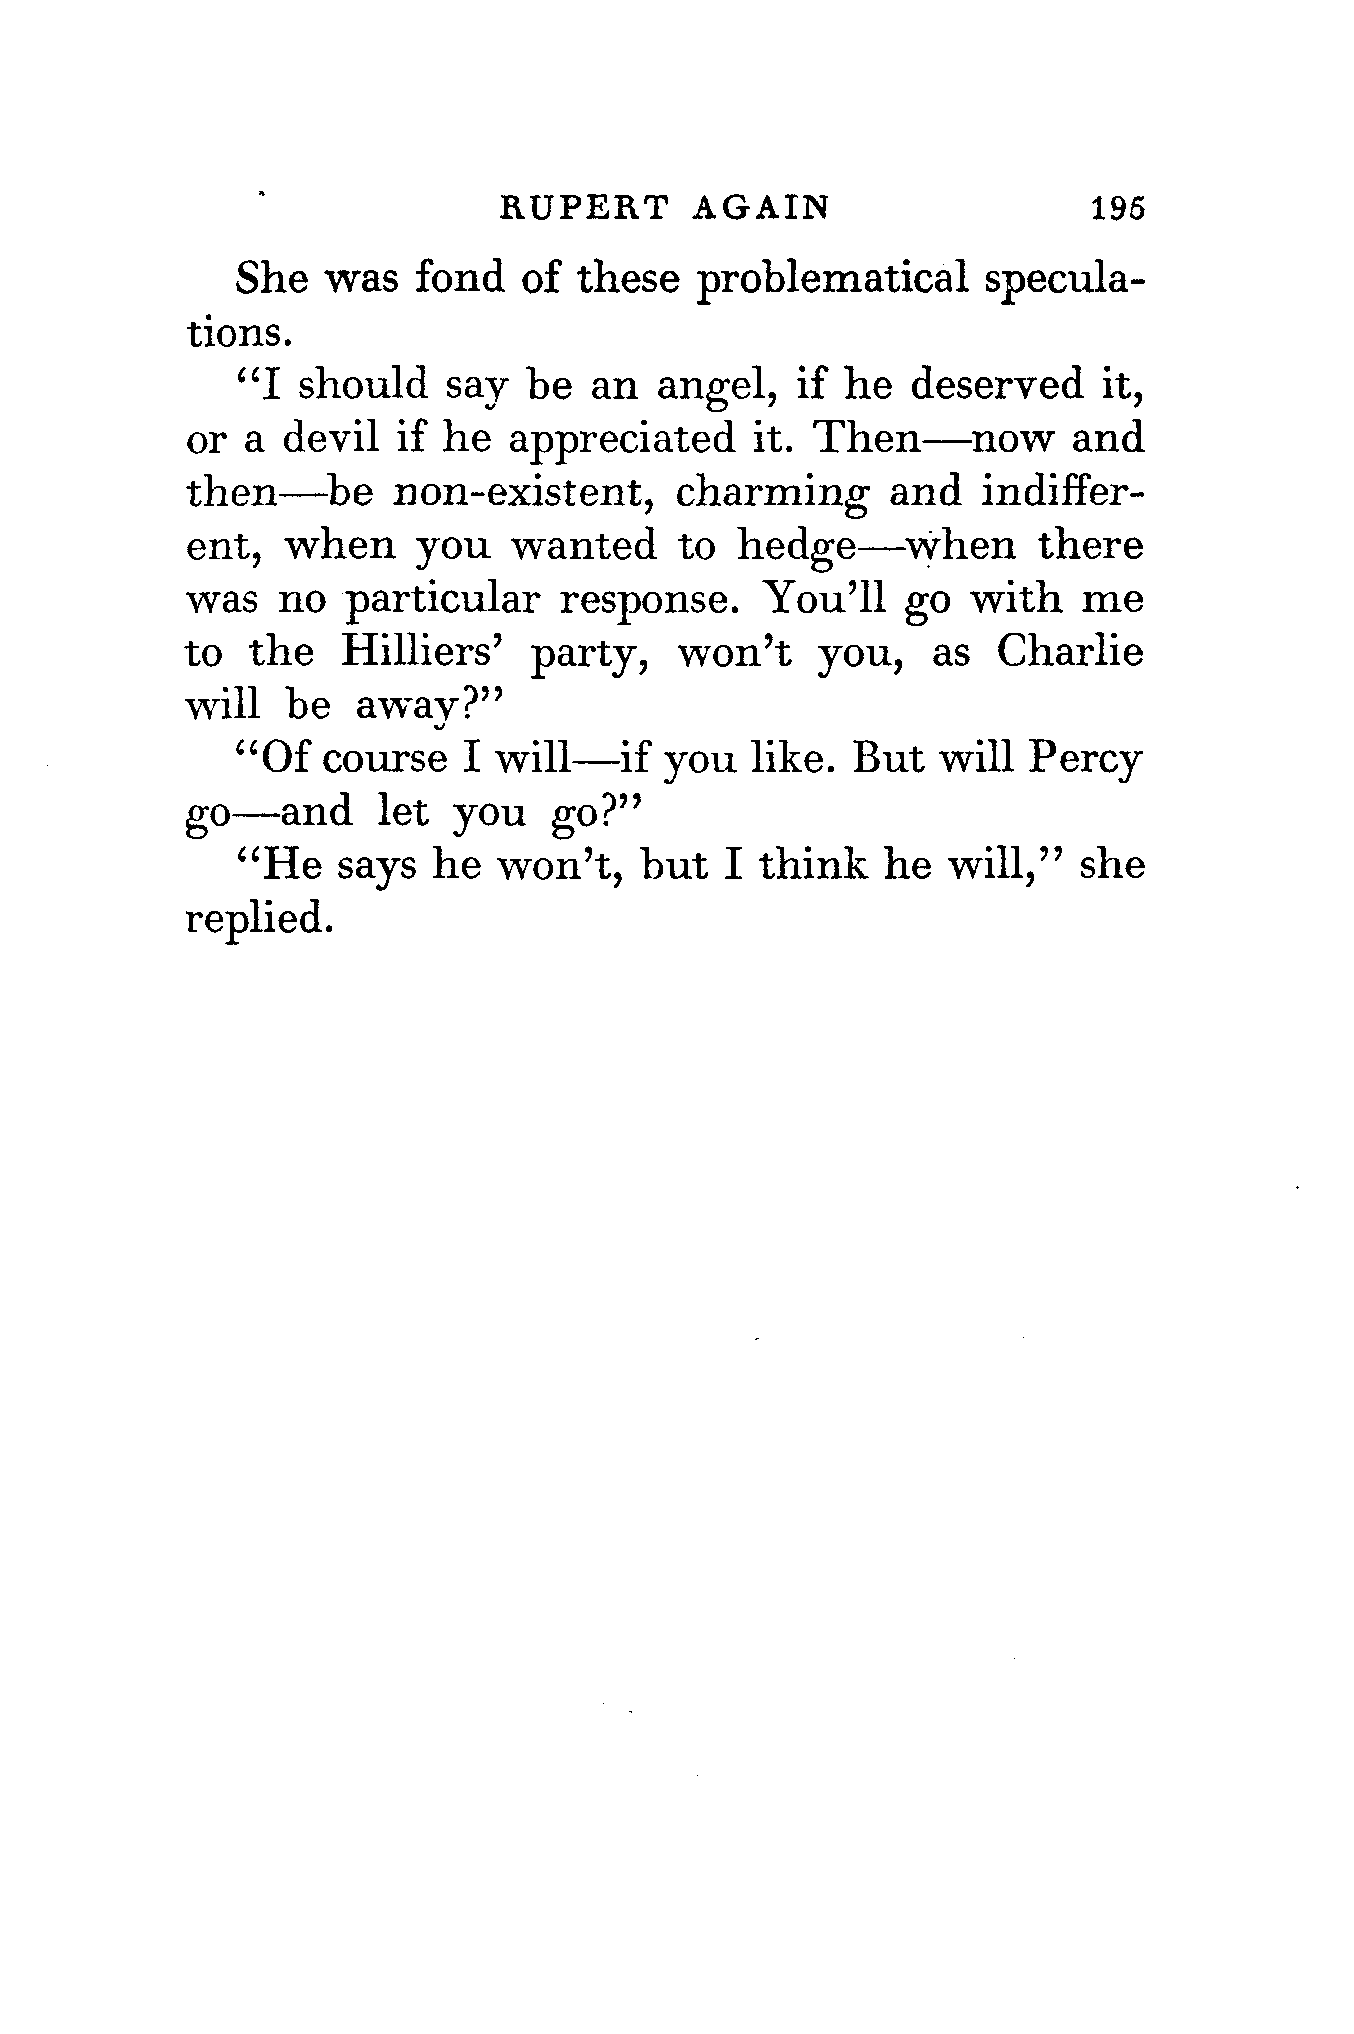 RUPERT AGAIN 195
She was fond of these problematical specula-
tions.
"I should say be an angel, if he deserved it,
or a devil if he appreciated it. Then—now and
then—be non-existent, charming and indiffer-
ent, when you wanted to hedge—when there
was no particular response. You'll go with me
to the Hilliers' party, won't you, as Charlie
will be away?"
"Of course I will—if you like. But will Percy
go—and let you go?"
"He says he won't, but I think he will," she
replied.